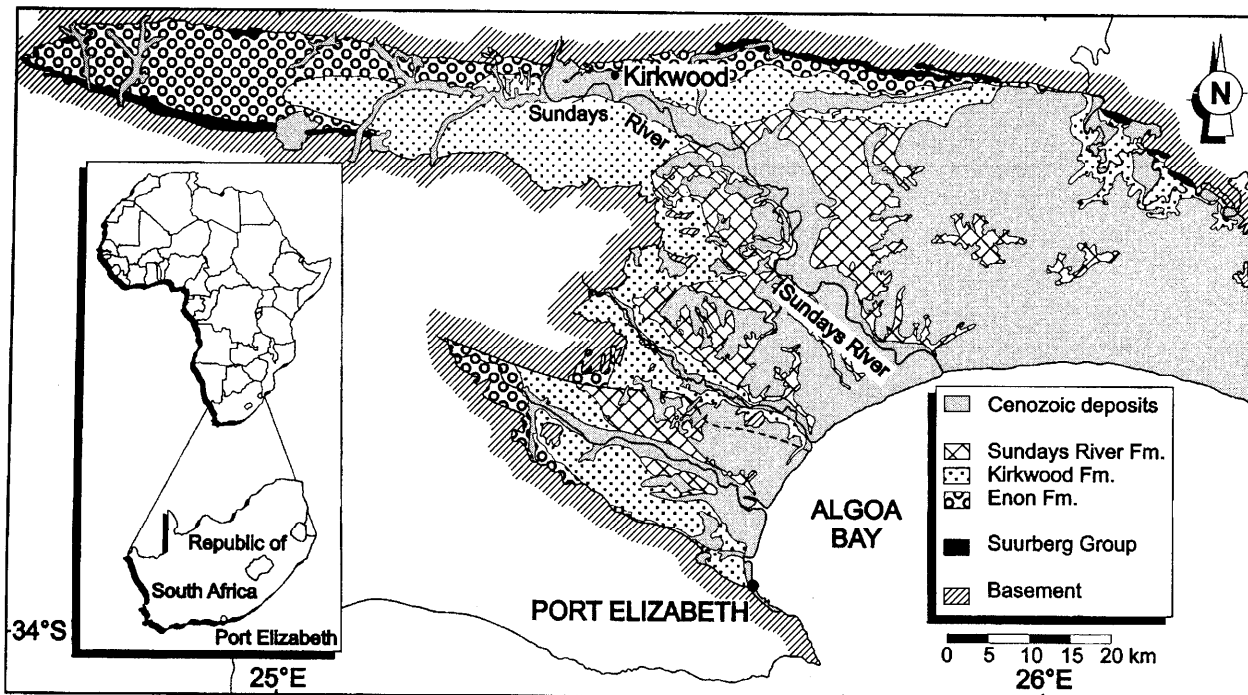 Kirkwood
Sundays
River
N
Sundays River
Republic of
South Africa
Port Elizabeth
ALGOA
BAY
PORT ELIZABETH
Cenozoic deposits
Sundays River Fm.
Kirkwood Fm.
Enon Fm.
Suurberg Group
Basement
0 5 10 15 20 km
34°S
25°E
26°E